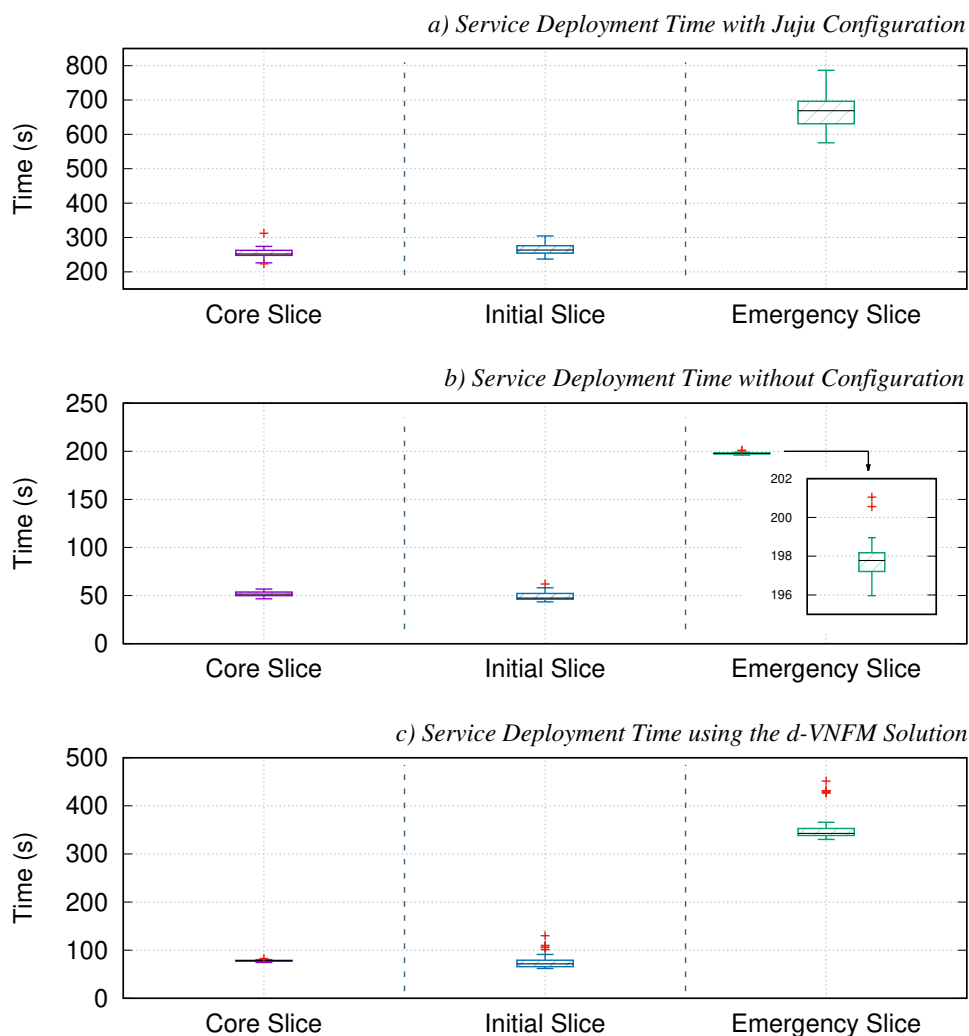 a) Service Deployment Time with Juju Configuration
800
700
600
500
400
300
200
Time (s)
Core Slice Initial Slice Emergency Slice
b) Service Deployment Time without Configuration
250
200
150
100
50
0
Time (s)
202
200
198
196
Core Slice Initial Slice Emergency Slice
c) Service Deployment Time using the d-VNFM Solution
500
400
300
200
100
0
Time (s)
Core Slice Initial Slice Emergency Slice